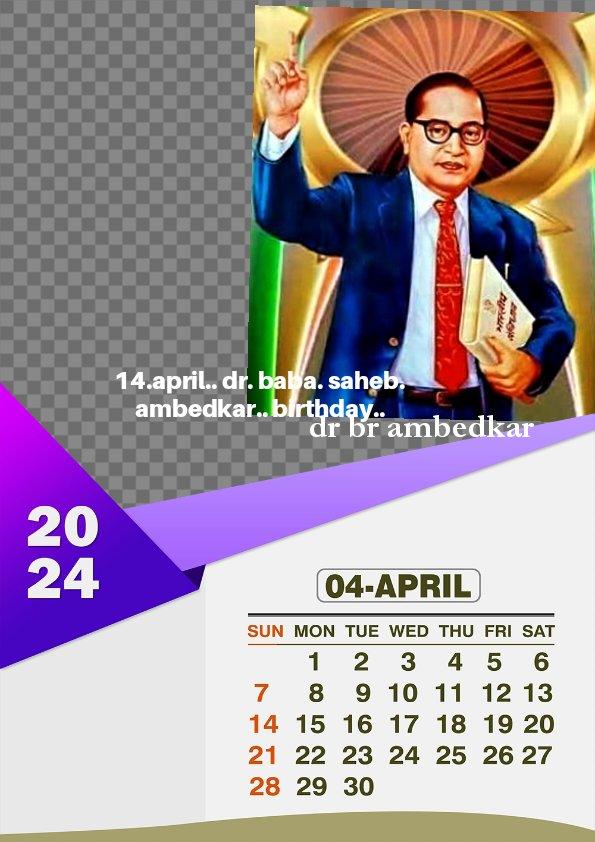 भारतीय
संविधान
14.april.. dr. baba. saheb.
ambedkar.. birthday..
dr br ambedkar
20
24
04-APRIL
SUN MON TUE WED THU FRI SAT
1 2 3 4 5 6
7 8 9 10 11 12 13
14 15 16 17 18 19 20
21 22 23 24 25 26 27
28 29 30